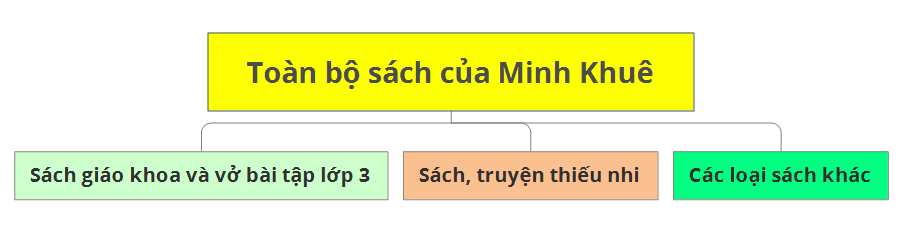 Toàn bộ sách của Minh Khuê
Sách giáo khoa và vở bài tập lớp 3
Sách, truyện thiếu nhi
Các loại sách khác